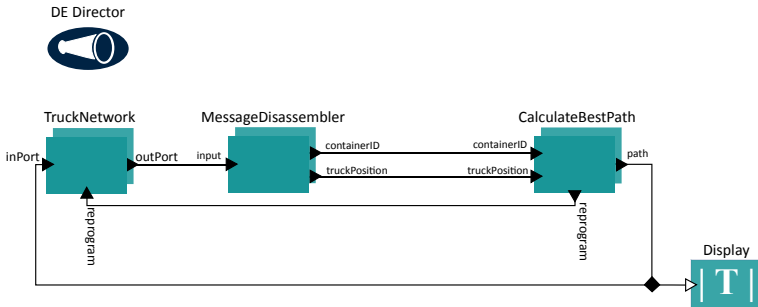 DE Director
TruckNetwork
MessageDisassembler
CalculateBestPath
inPort
outPort
input
containerID
truckPosition
containerID
truckPosition
path
reprogram
reprogram
Display
|T|